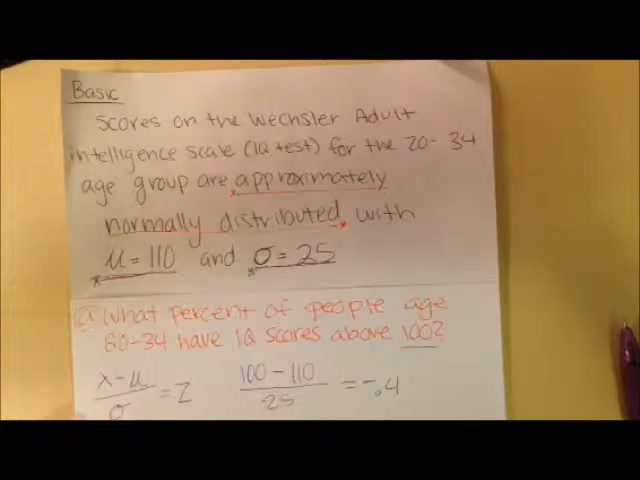 Basic
Scores on the Wechsler Adult
intelligence scale (IQ test) for the 20-34
age group are approximately
normally distributed with
μ = 110 and σ = 25
a What percent of people age
20-34 have IQ scores above 100?
x-μ/σ = Z 100-110/25 = -.4